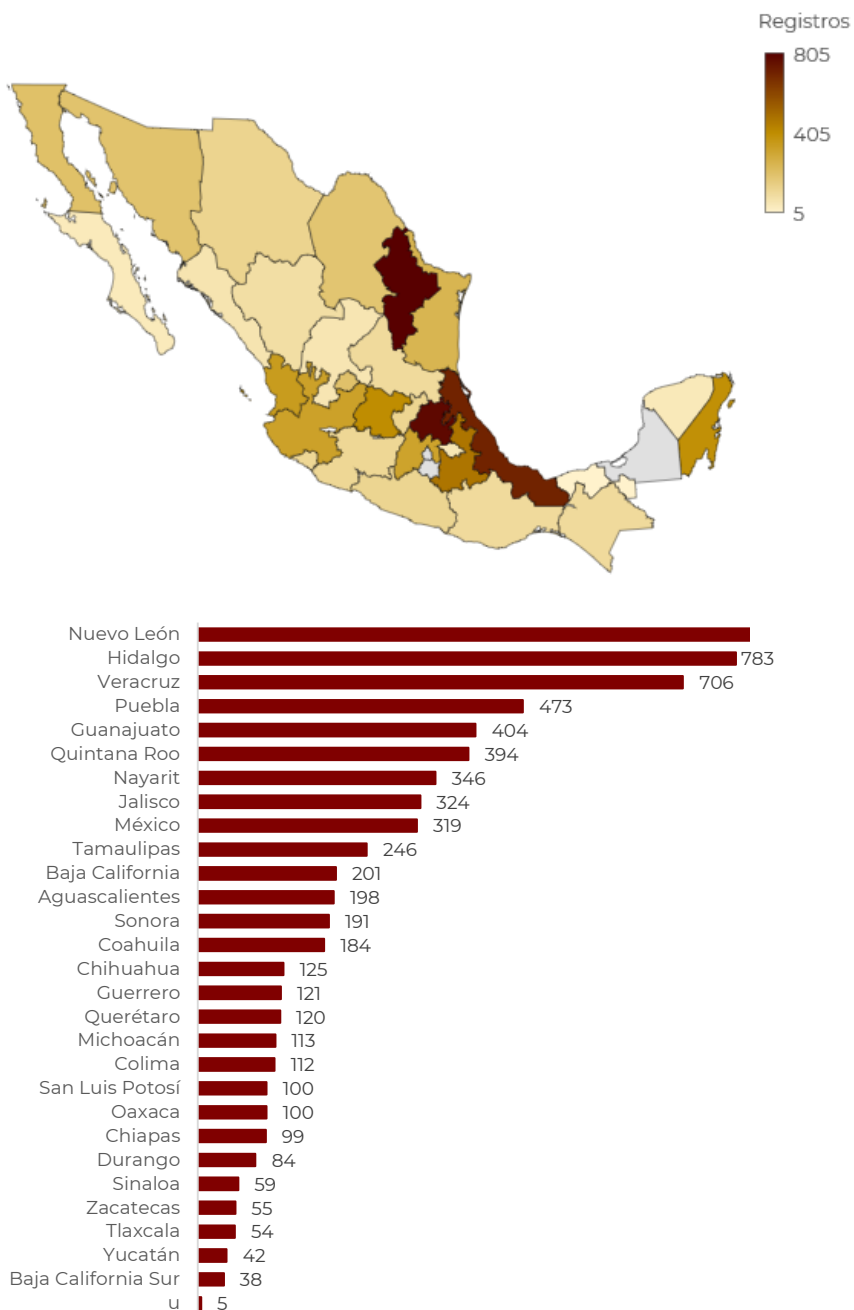 Registros
805
405
5
Nuevo León
Hidalgo 783
Veracruz 706
Puebla 473
Guanajuato 404
Quintana Roo 394
Nayarit 346
Jalisco 324
México 319
Tamaulipas 246
Baja California 201
Aguascalientes 198
Sonora 191
Coahuila 184
Chihuahua 125
Guerrero 121
Querétaro 120
Michoacán 113
Colima 112
San Luis Potosí 100
Oaxaca 100
Chiapas 99
Durango 84
Sinaloa 59
Zacatecas 55
Tlaxcala 54
Yucatán 42
Baja California Sur 38
u 5